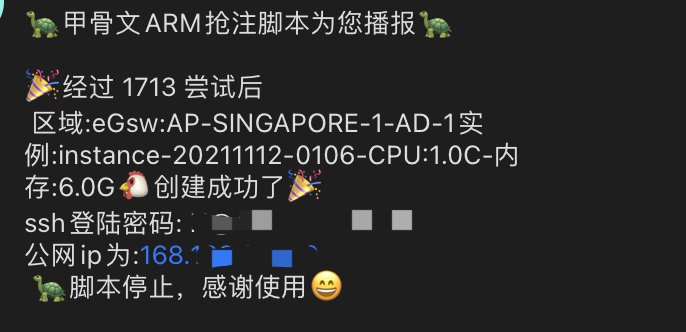 🐢甲骨文ARM抢注脚本为您播报🐢
🎉经过 1713 尝试后
区域:eGsw:AP-SINGAPORE-1-AD-1实
例:instance-20211112-0106-CPU:1.0C-内
存:6.0G🐔创建成功了🎉
ssh登陆密码:
公网ip为:168.
🐢脚本停止，感谢使用😄